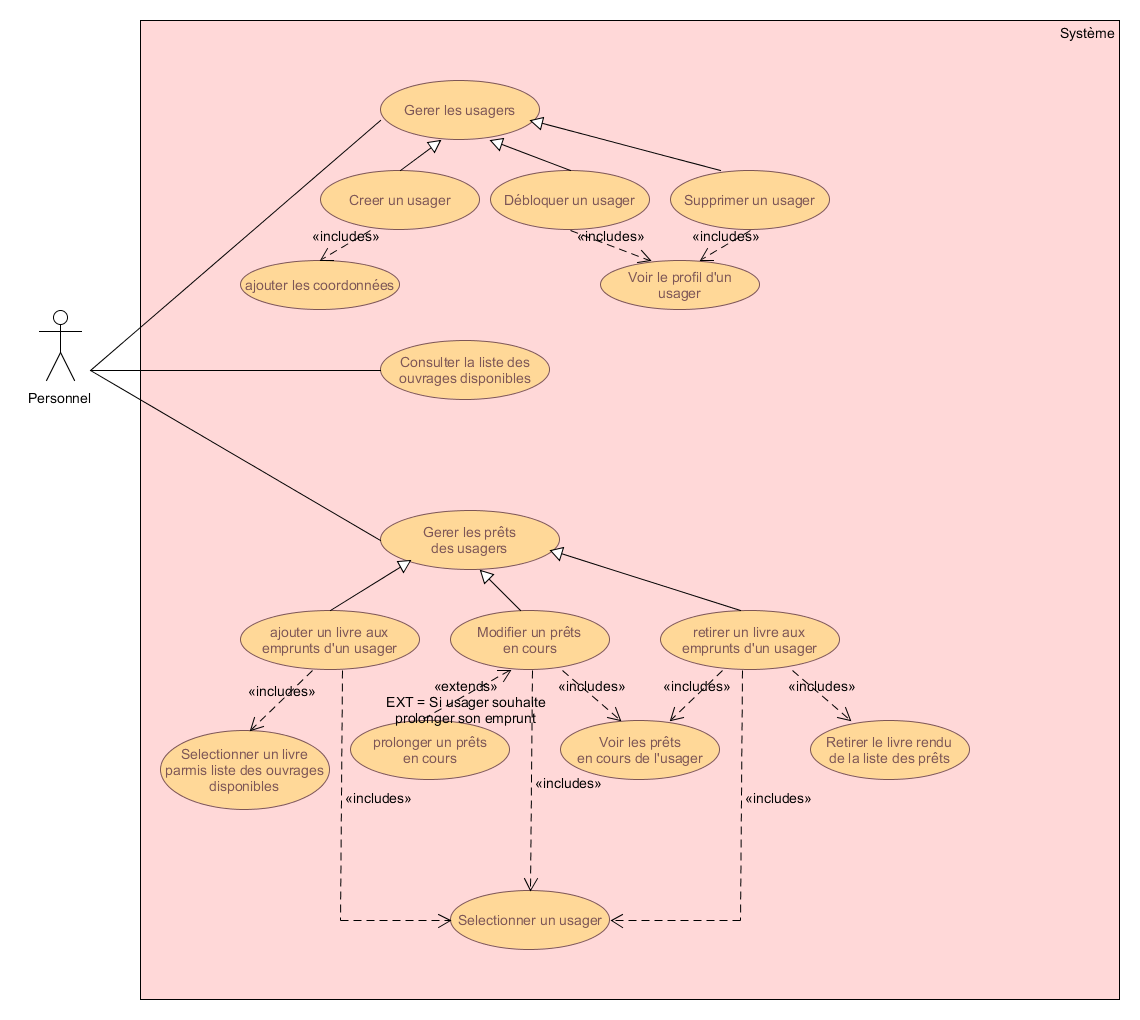 Système
Gerer les usagers
Creer un usager
Débloquer un usager
Supprimer un usager
«includes»
«includes»
«includes»
ajouter les coordonnées
Voir le profil d'un
usager
Personnel
Consulter la liste des
ouvrages disponibles
Gerer les prêts
des usagers
ajouter un livre aux
emprunts d'un usager
Modifier un prêts
en cours
retirer un livre aux
emprunts d'un usager
«includes»
«extends»
EXT = Si usager souhalte
prolonger son emprunt
«includes»
«includes»
«includes»
Selectionner un livre
parmis liste des ouvrages
disponibles
prolonger un prêts
en cours
Voir les prêts
en cours de l'usager
Retirer le livre rendu
de la liste des prêts
«includes»
«includes»
«includes»
Selectionner un usager